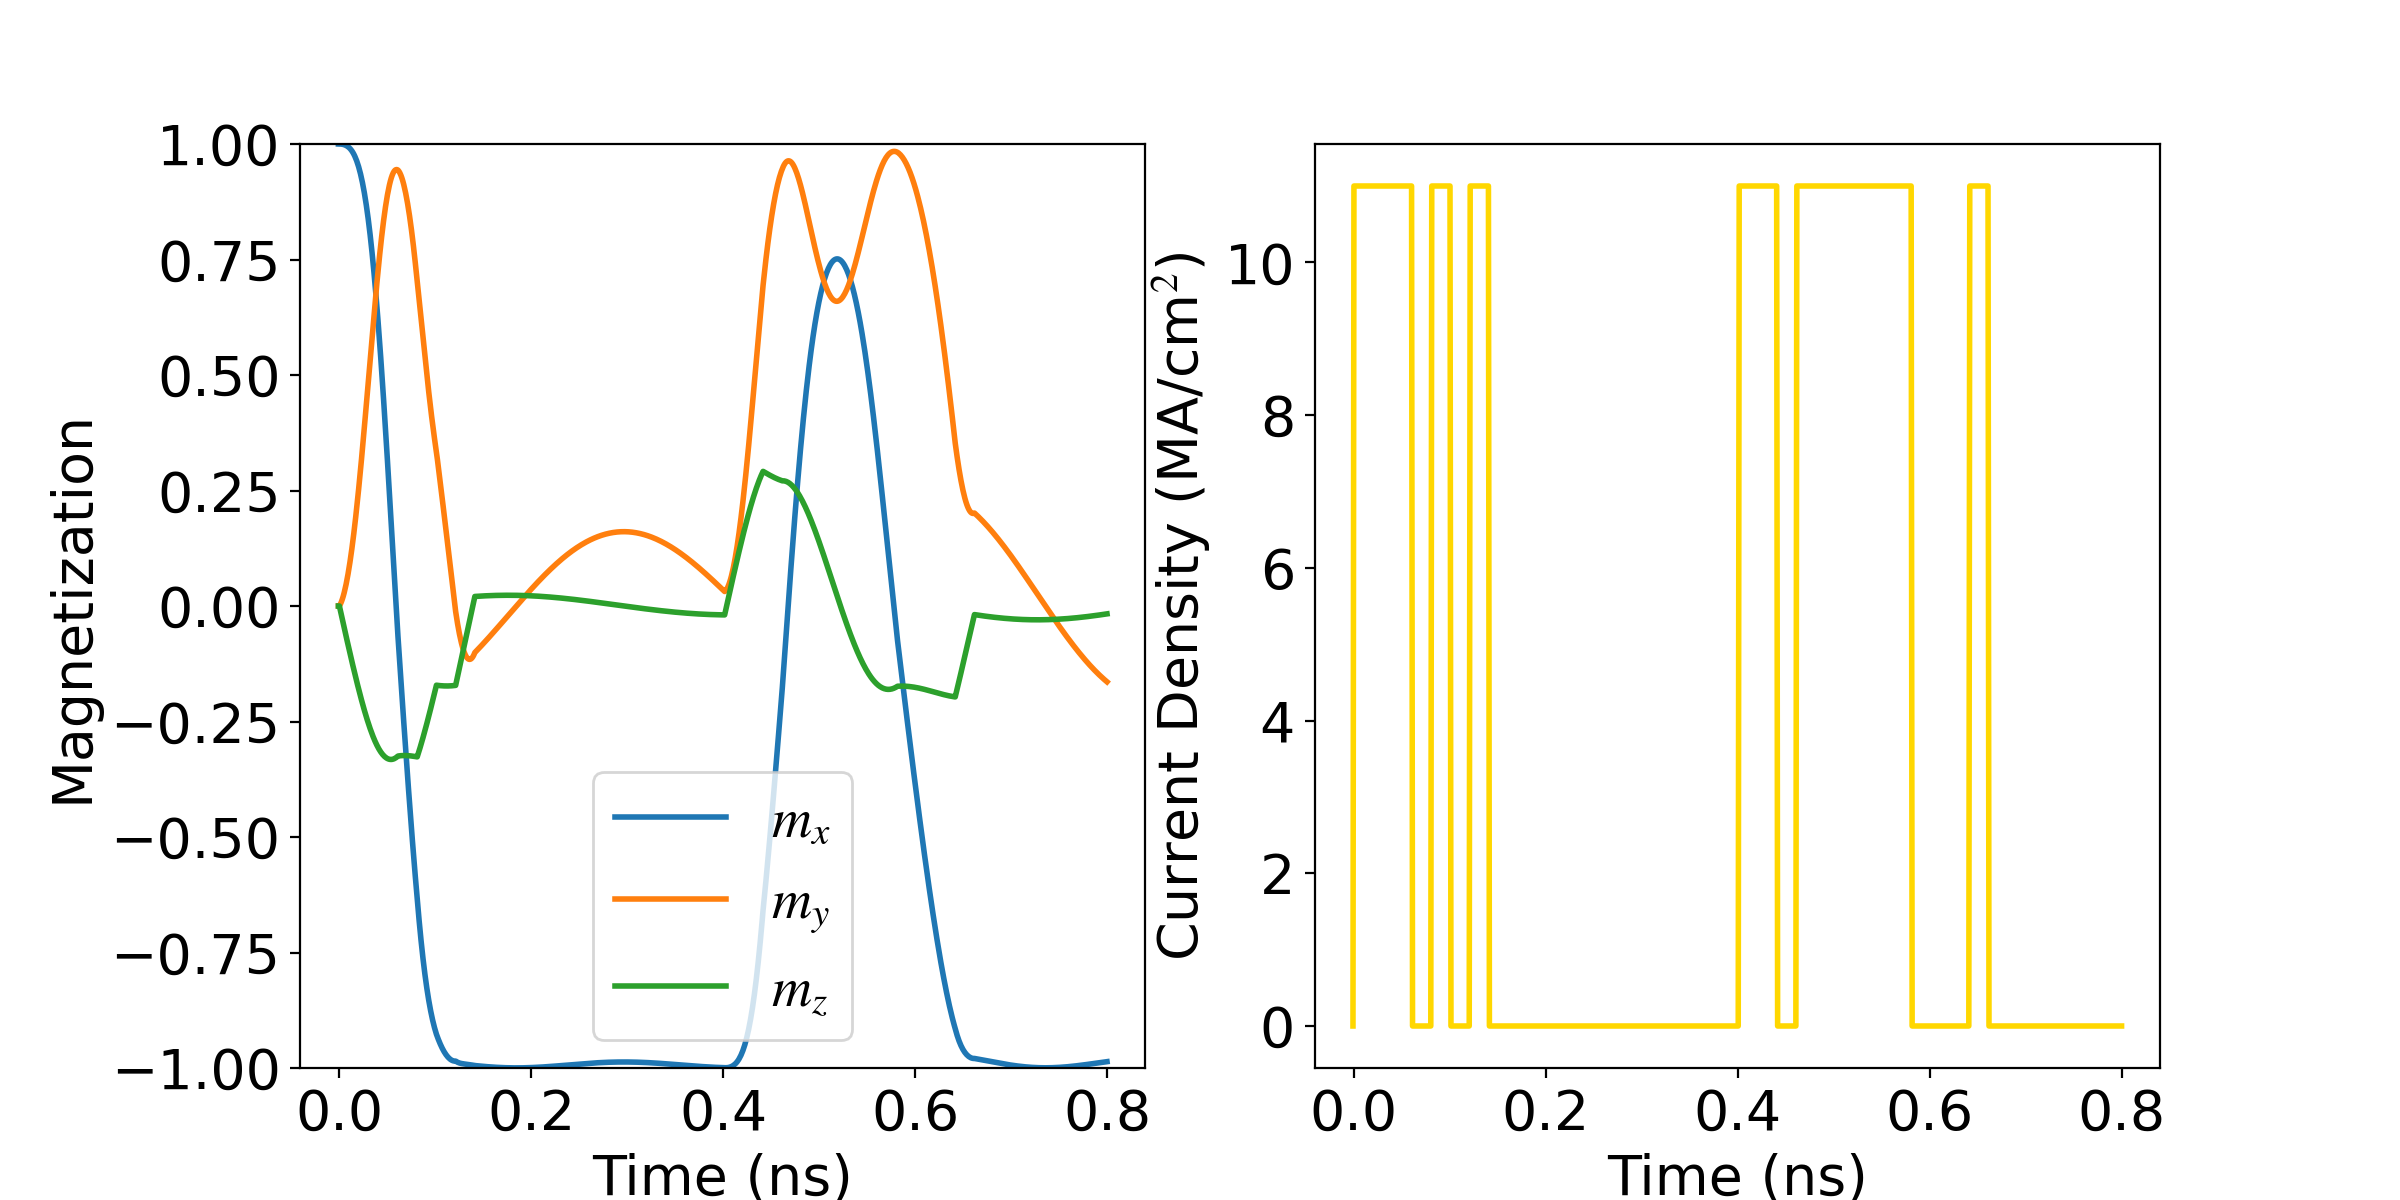 Magnetization
1.00
0.75
0.50
0.25
0.00
−0.25
−0.50
−0.75
−1.00
0.0 0.2 0.4 0.6 0.8
Time (ns)
m_x
m_y
m_z
Current Density (MA/cm²)
10
8
6
4
2
0
0.0 0.2 0.4 0.6 0.8
Time (ns)